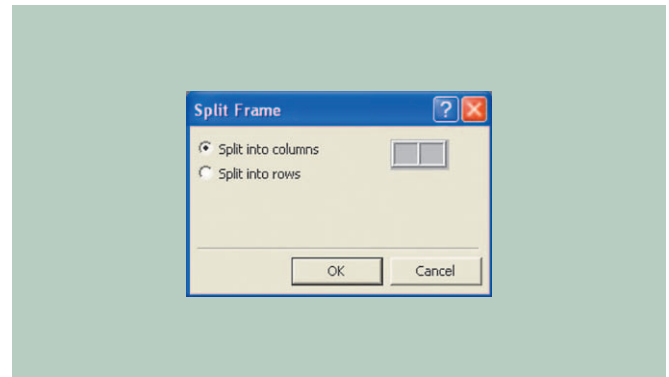 Split Frame
Split into columns
Split into rows
OK
Cancel